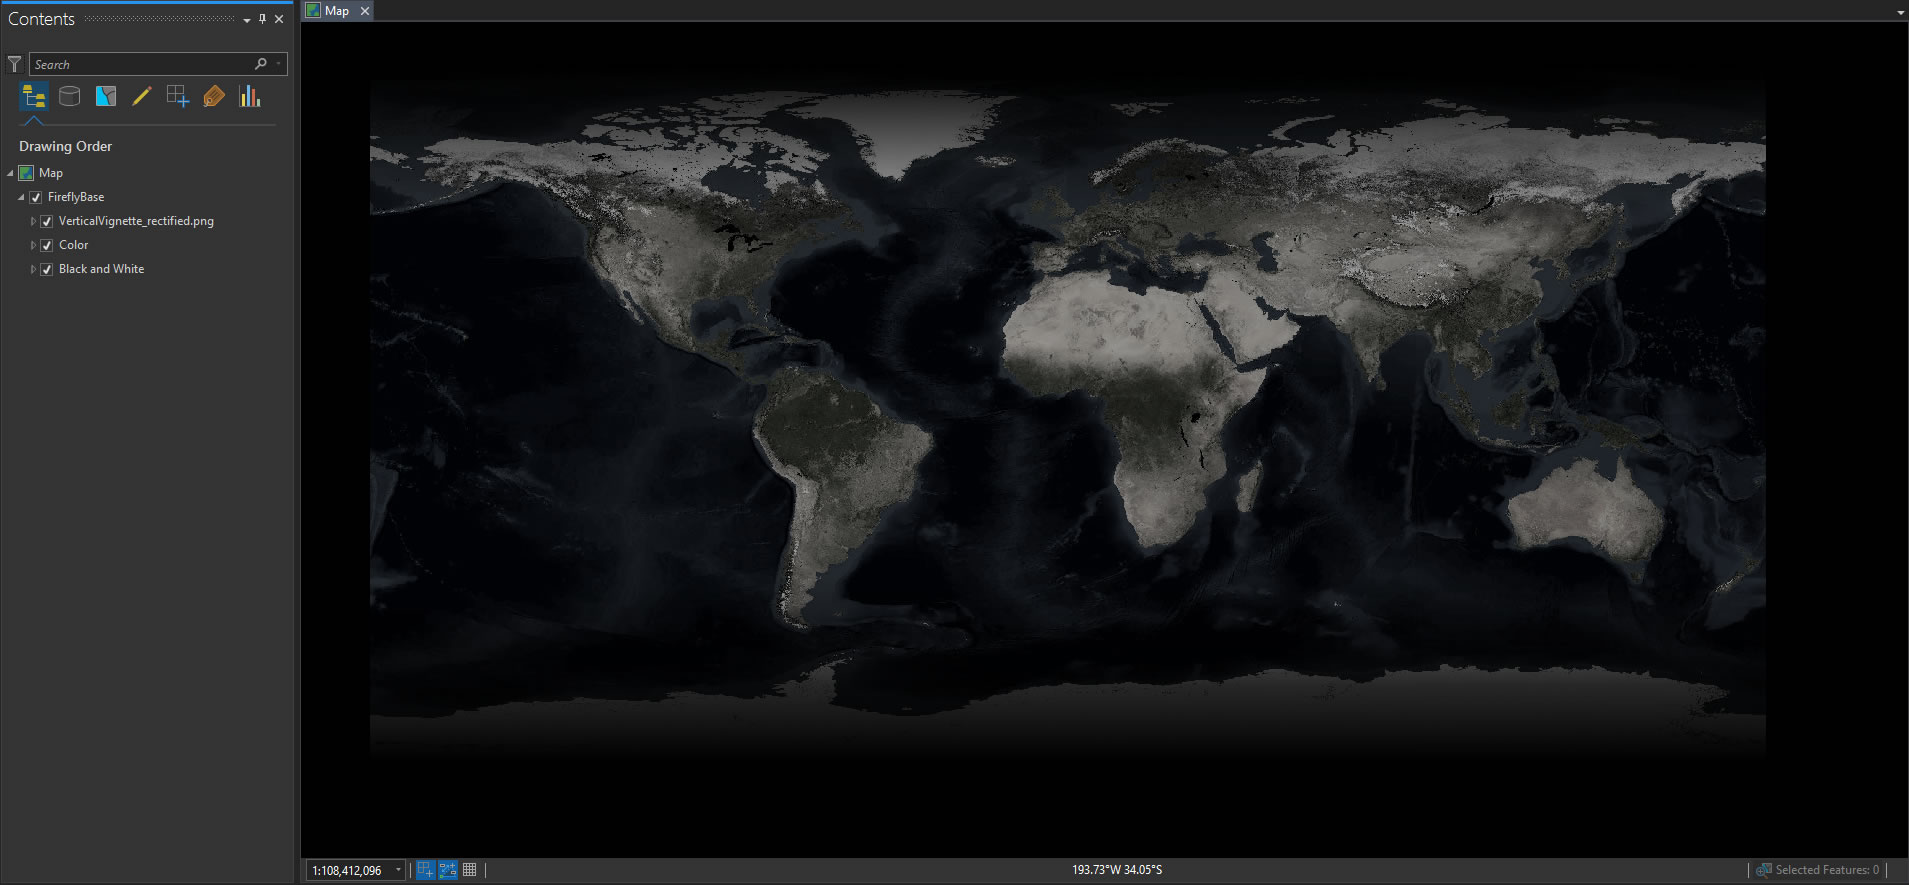 Contents
Map
Search
Drawing Order
Map
FireflyBase
VerticalVignette_rectified.png
Color
Black and White
1:108,412,096
193.73°W 34.05°S
Selected Features: 0